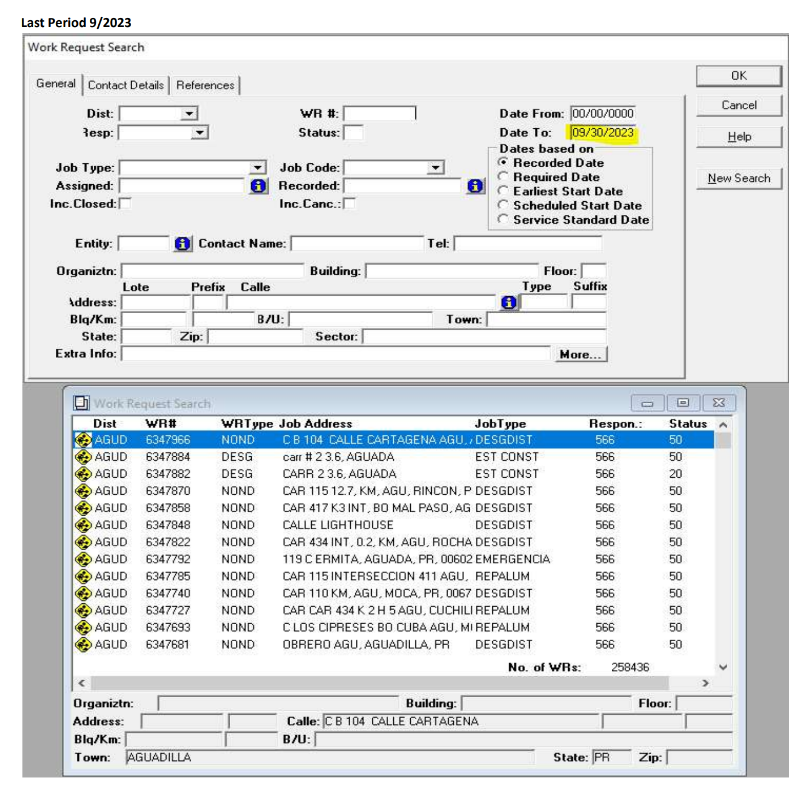 Last Period 9/2023
Work Request Search
General Contact Details References
OK
Cancel
Help
New Search
Dist: WR #: Date From: 00/00/0000
Resp: Status: Date To: 09/30/2023
Dates based on
Recorded Date
Job Type: Job Code: Required Date
Assigned: Recorded: Earliest Start Date
Inc.Closed: Inc.Canc.: Scheduled Start Date
Service Standard Date
Entity: Contact Name: Tel:
Organiztn: Building: Floor:
Lote Prefix Calle Type Suffix
Address:
Blq/Km: B/U: Town:
State: Zip: Sector:
Extra Info: More...
Work Request Search
Dist WR# WRType Job Address JobType Respon.: Status
AGUD 6347966 NOND C B 104 CALLE CARTAGENA AGU, DESGDIST 566 50
AGUD 6347884 DESG carr # 2 3.6, AGUADA EST CONST 566 50
AGUD 6347882 DESG CARR 2 3.6, AGUADA EST CONST 566 20
AGUD 6347870 NOND CAR 115 12.7, KM, AGU, RINCON, P DESGDIST 566 50
AGUD 6347858 NOND CAR 417 K3 INT, BO MAL PASO, AG DESGDIST 566 50
AGUD 6347848 NOND CALLE LIGHTHOUSE DESGDIST 566 50
AGUD 6347822 NOND CAR 434 INT, 0.2, KM, AGU, ROCHA DESGDIST 566 50
AGUD 6347792 NOND 119 C ERMITA, AGUADA, PR, 00602 EMERGENCIA 566 50
AGUD 6347785 NOND CAR 115 INTERSECCION 411 AGU, REPALUM 566 50
AGUD 6347740 NOND CAR 110 KM, AGU, MOCA, PR, 0067 DESGDIST 566 50
AGUD 6347727 NOND CAR CAR 434 K 2 H 5 AGU, CUCHILI REPALUM 566 50
AGUD 6347693 NOND C LOS CIPRESES BO CUBA AGU, MI REPALUM 566 50
AGUD 6347681 NOND OBRERO AGU, AGUADILLA, PR DESGDIST 566 50
No. of WRs: 258436
Organiztn: Building: Floor:
Address: Calle: C B 104 CALLE CARTAGENA
Blq/Km: B/U:
Town: AGUADILLA State: PR Zip: